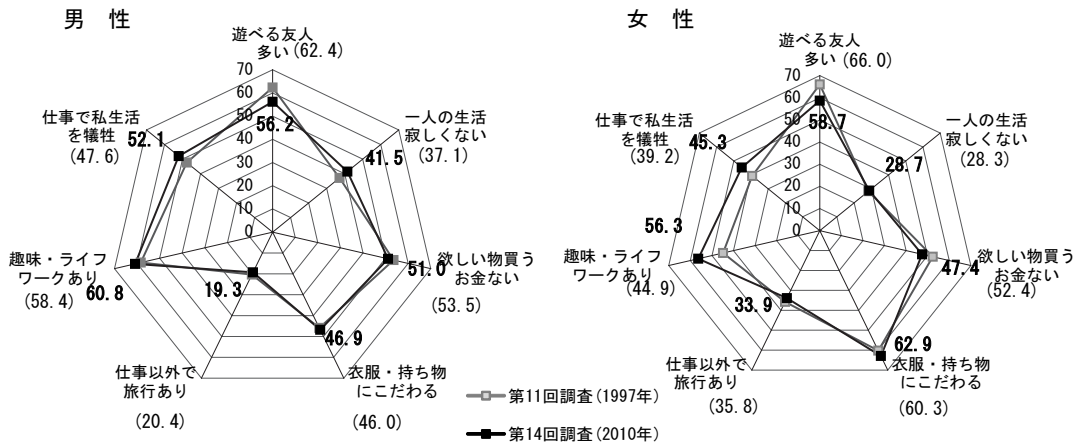 男 性
遊べる友人
多い(62.4)
70
60
50
40
30
20
10
0
56.2
一人の生活
寂しくない
(37.1)
41.5
欲しい物買う
お金ない
(53.5)
51.0
衣服・持ち物
にこだわる
(46.0)
46.9
仕事以外で
旅行あり
(20.4)
19.3
趣味・ライフ
ワークあり
(58.4)
60.8
仕事で私生活
を犠牲
(47.6)
52.1
女 性
遊べる友人
多い(66.0)
70
60
50
40
30
20
10
0
58.7
一人の生活
寂しくない
(28.3)
28.7
欲しい物買う
お金ない
(52.4)
47.4
衣服・持ち物
にこだわる
(60.3)
62.9
仕事以外で
旅行あり
(35.8)
33.9
趣味・ライフ
ワークあり
(44.9)
56.3
仕事で私生活
を犠牲
(39.2)
45.3
第11回調査(1997年)
第14回調査(2010年)